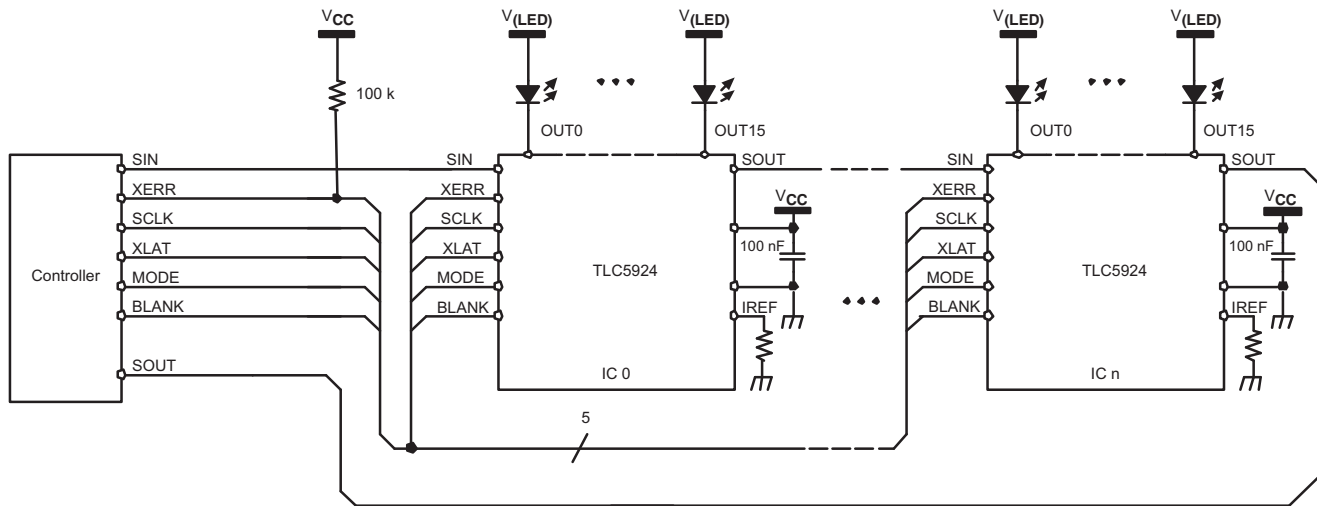 VCC
V(LED)
V(LED)
V(LED)
V(LED)
100 k
OUT0
OUT15
OUT0
OUT15
SIN
SIN
SOUT
SIN
SOUT
XERR
XERR
XERR
VCC
VCC
SCLK
SCLK
SCLK
100 nF
100 nF
XLAT
XLAT
XLAT
Controller
TLC5924
TLC5924
MODE
MODE
MODE
BLANK
BLANK
IREF
BLANK
IREF
SOUT
IC 0
IC n
5